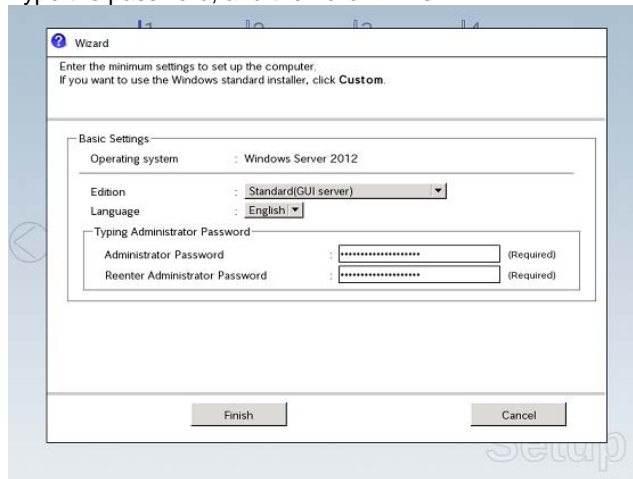 Wizard
Enter the minimum settings to set up the computer.
If you want to use the Windows standard installer, click Custom.
Basic Settings
Operating system : Windows Server 2012
Edition : Standard(GUI server)
Language : English
Typing Administrator Password
Administrator Password : •••••••••••••••••••• (Required)
Reenter Administrator Password : •••••••••••••••••••• (Required)
Finish Cancel
Setup